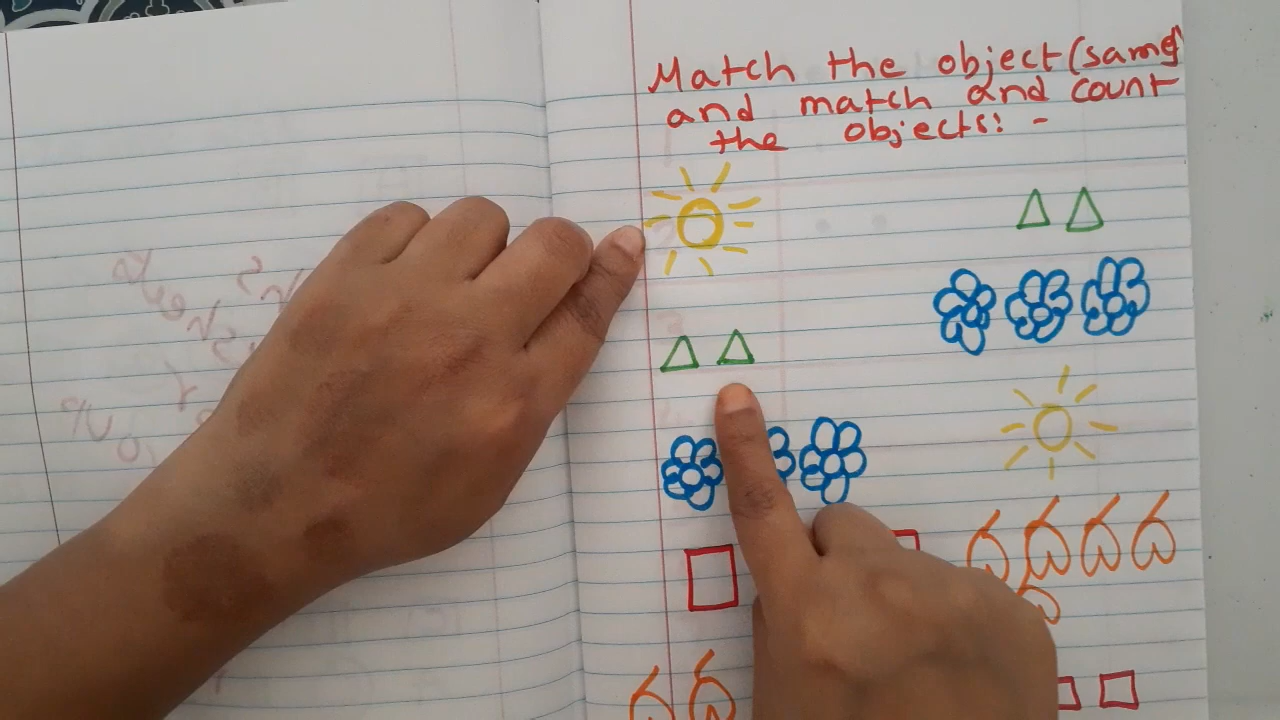 Match the object (same)
and match and count
the objects: -